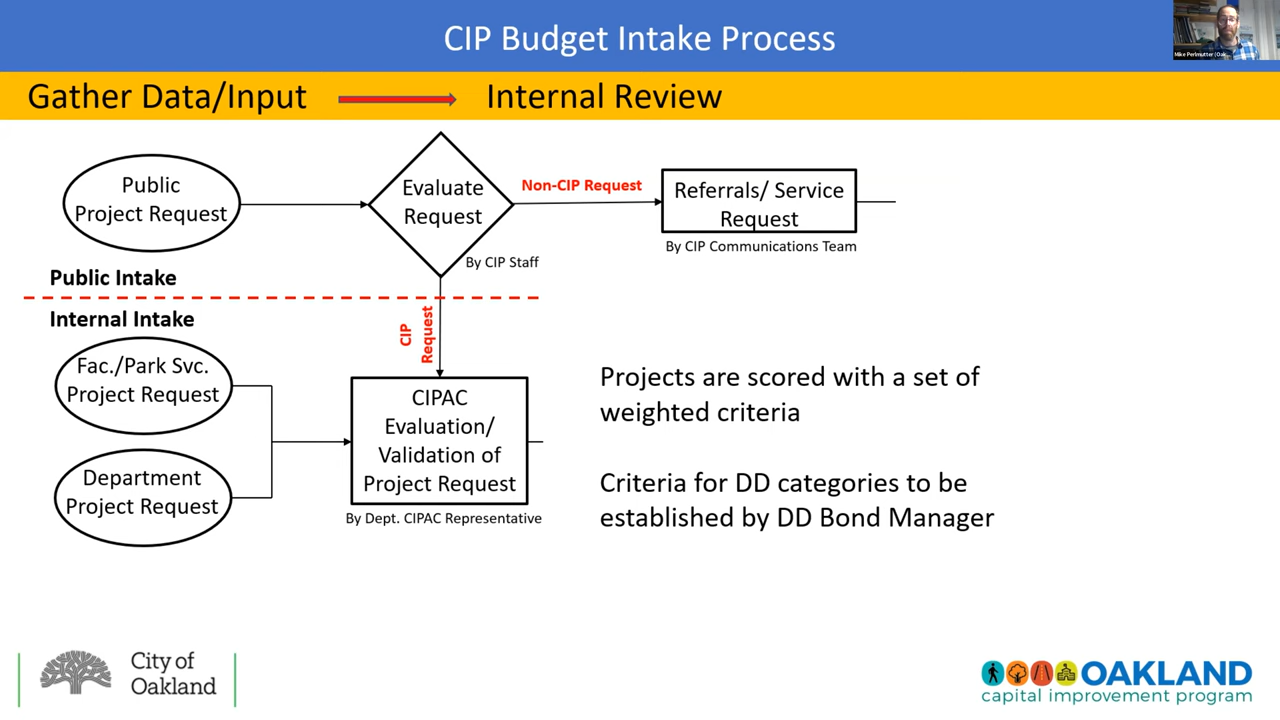 CIP Budget Intake Process
Mike Perlmutter (Oak...
Gather Data/Input
Internal Review
Public
Project Request
Evaluate
Request
Non-CIP Request
Referrals/ Service
Request
By CIP Communications Team
By CIP Staff
Public Intake
Internal Intake
CIP
Request
Fac./Park Svc.
Project Request
Department
Project Request
CIPAC
Evaluation/
Validation of
Project Request
By Dept. CIPAC Representative
Projects are scored with a set of
weighted criteria
Criteria for DD categories to be
established by DD Bond Manager
City of
Oakland
OAKLAND
capital improvement program